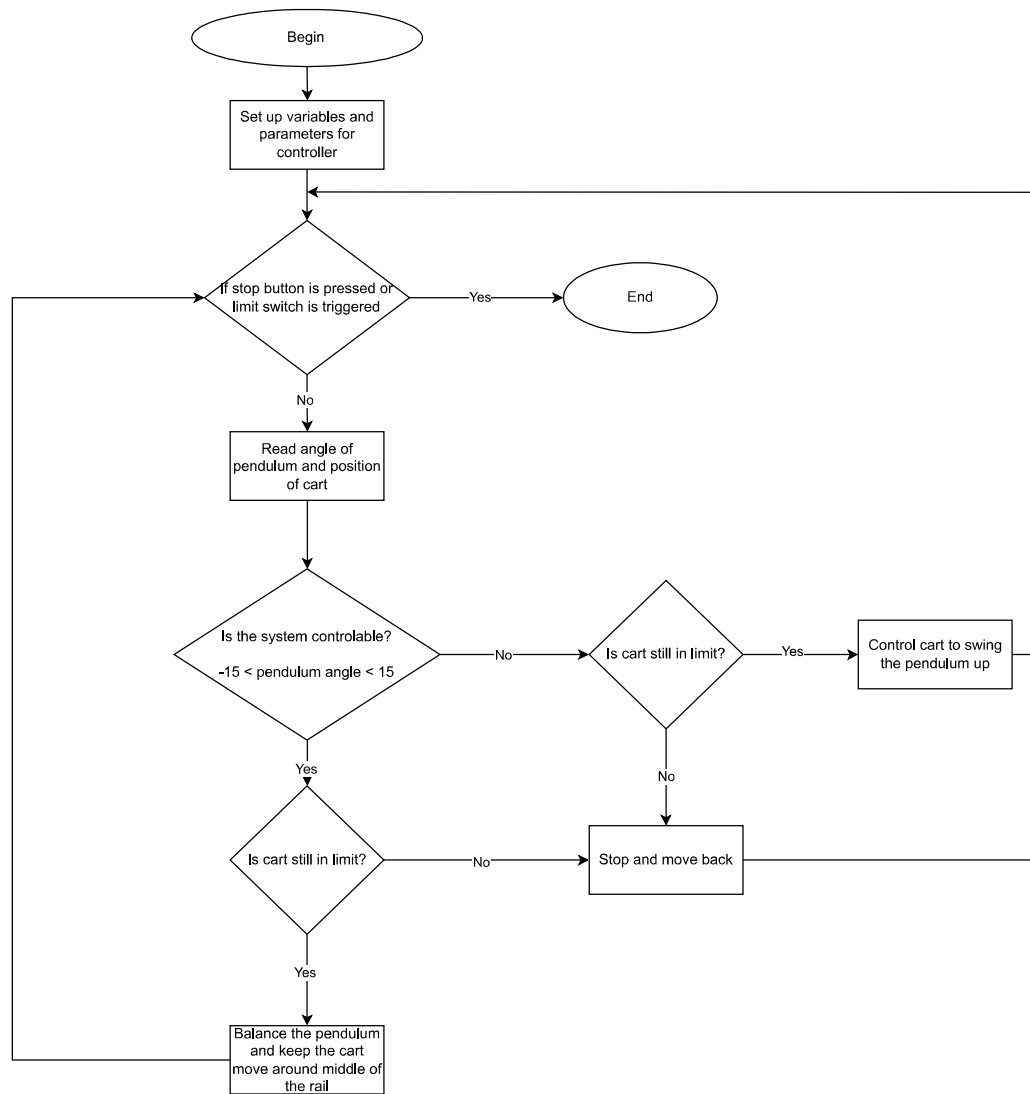 Begin
Set up variables and
parameters for
controller
If stop button is pressed or
limit switch is triggered
Yes
End
No
Read angle of
pendulum and position
of cart
Is the system controlable?
-15 < pendulum angle < 15
No
Is cart still in limit?
Yes
Control cart to swing
the pendulum up
Yes
No
Is cart still in limit?
No
Stop and move back
Yes
Balance the pendulum
and keep the cart
move around middle of
the rail